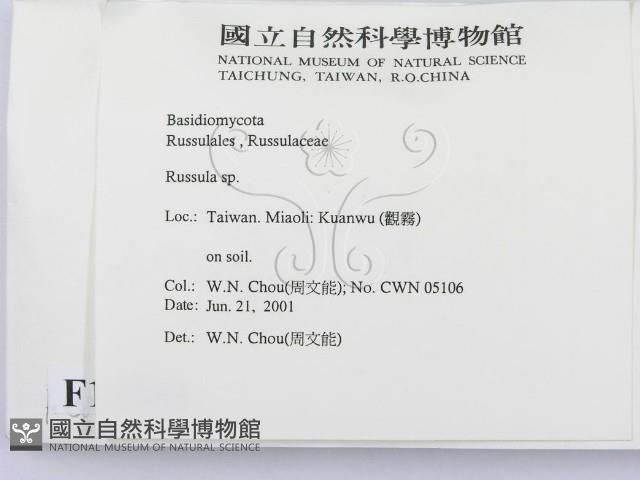 國立自然科學博物館
NATIONAL MUSEUM OF NATURAL SCIENCE
TAICHUNG, TAIWAN, R.O.CHINA
Basidiomycota
Russulales , Russulaceae
Russula sp.
Loc.: Taiwan. Miaoli: Kuanwu (觀霧)
on soil.
Col.: W.N. Chou(周文能); No. CWN 05106
Date: Jun. 21, 2001
Det.: W.N. Chou(周文能)
國立自然科學博物館
NATIONAL MUSEUM OF NATURAL SCIENCE